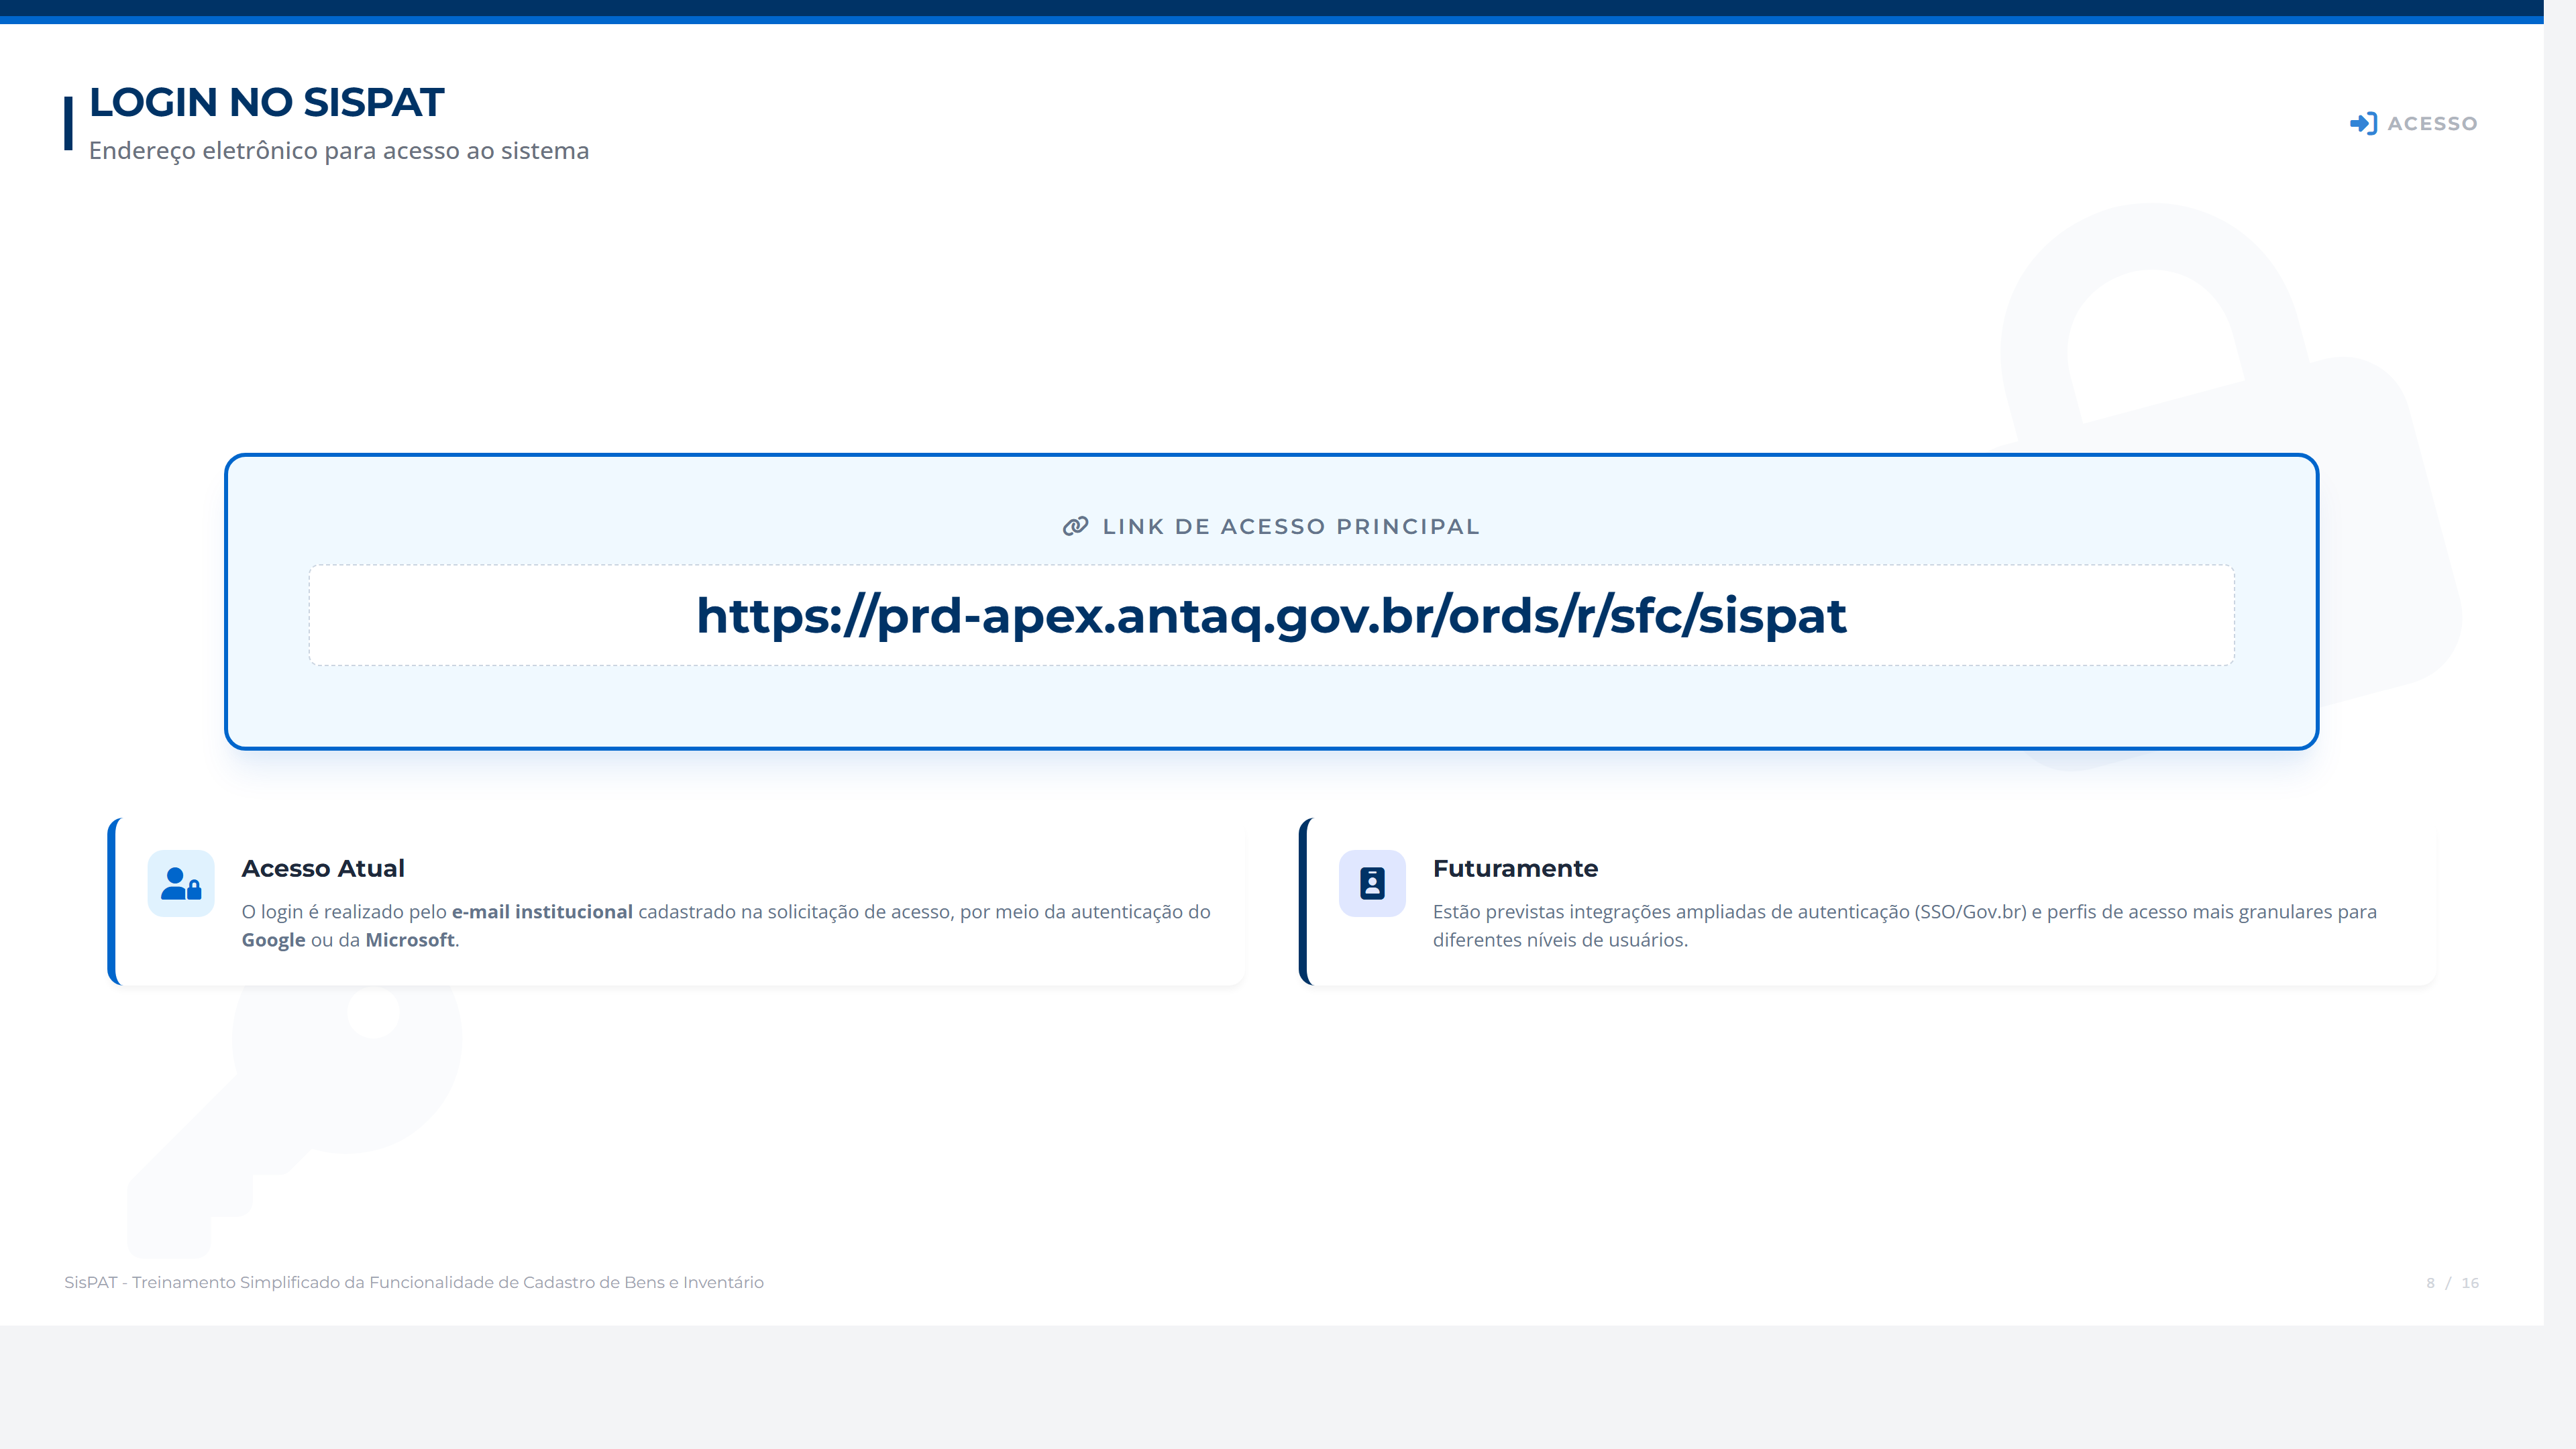 LOGIN NO SISPAT
Endereço eletrônico para acesso ao sistema
ACESSO
LINK DE ACESSO PRINCIPAL
https://prd-apex.antaq.gov.br/ords/r/sfc/sispat
Acesso Atual
O login é realizado pelo e-mail institucional cadastrado na solicitação de acesso, por meio da autenticação do
Google ou da Microsoft.
Futuramente
Estão previstas integrações ampliadas de autenticação (SSO/Gov.br) e perfis de acesso mais granulares para
diferentes níveis de usuários.
SisPAT - Treinamento Simplificado da Funcionalidade de Cadastro de Bens e Inventário
8 / 16